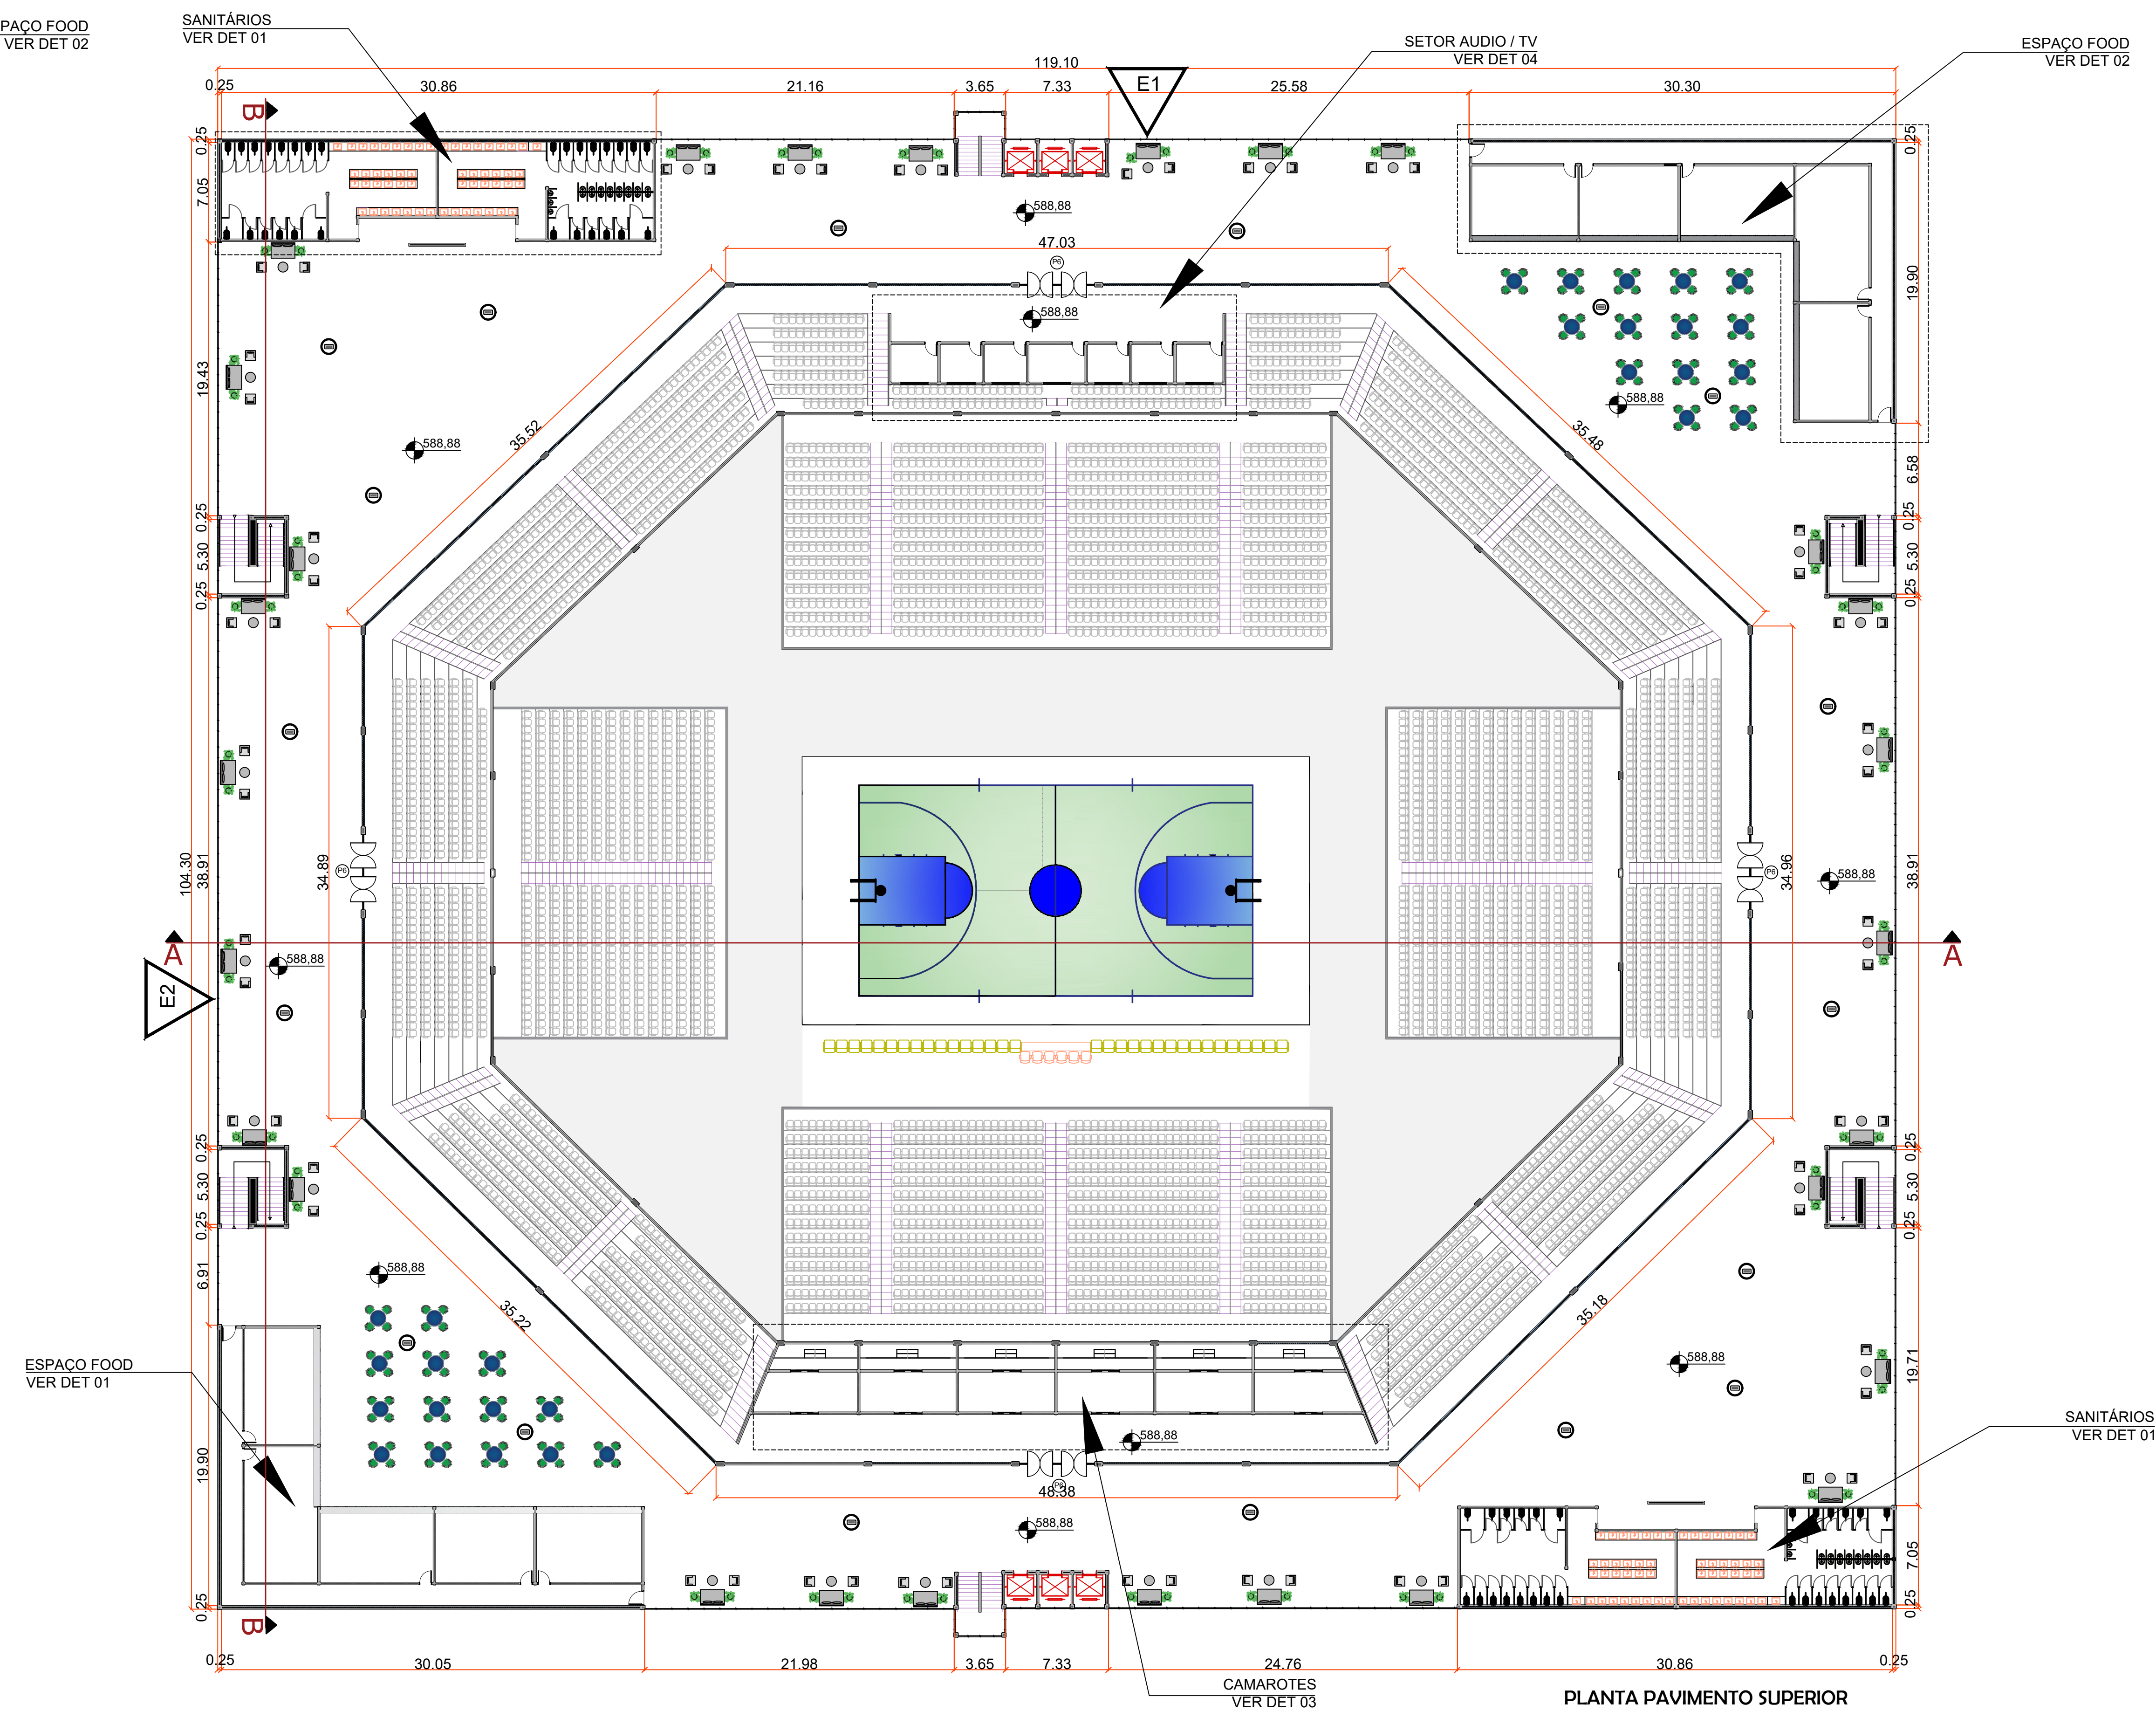 PAÇO FOOD
VER DET 02
SANITÁRIOS
VER DET 01
SETOR AUDIO / TV
VER DET 04
ESPAÇO FOOD
VER DET 02
119.10
E1
0.25
30.86
21.16
3.65
7.33
25.58
30.30
B
0.25
7.05
19.43
0.25
5.30
0.25
104.30
38.91
0.25
5.30
0.25
6.91
19.90
0.25
0.25
19.90
6.58
0.25
5.30
0.25
38.91
0.25
5.30
0.25
19.71
7.05
0.25
588,88
47.03
P6
588,88
588,88
588,88
35.52
35.48
34.89
P6
P6
34.96
588,88
A
A
588,88
E2
588,88
35.22
35.18
588,88
ESPAÇO FOOD
VER DET 01
588,88
P6
48.38
588,88
SANITÁRIOS
VER DET 01
B
0.25
30.05
21.98
3.65
7.33
24.76
30.86
0.25
CAMAROTES
VER DET 03
PLANTA PAVIMENTO SUPERIOR